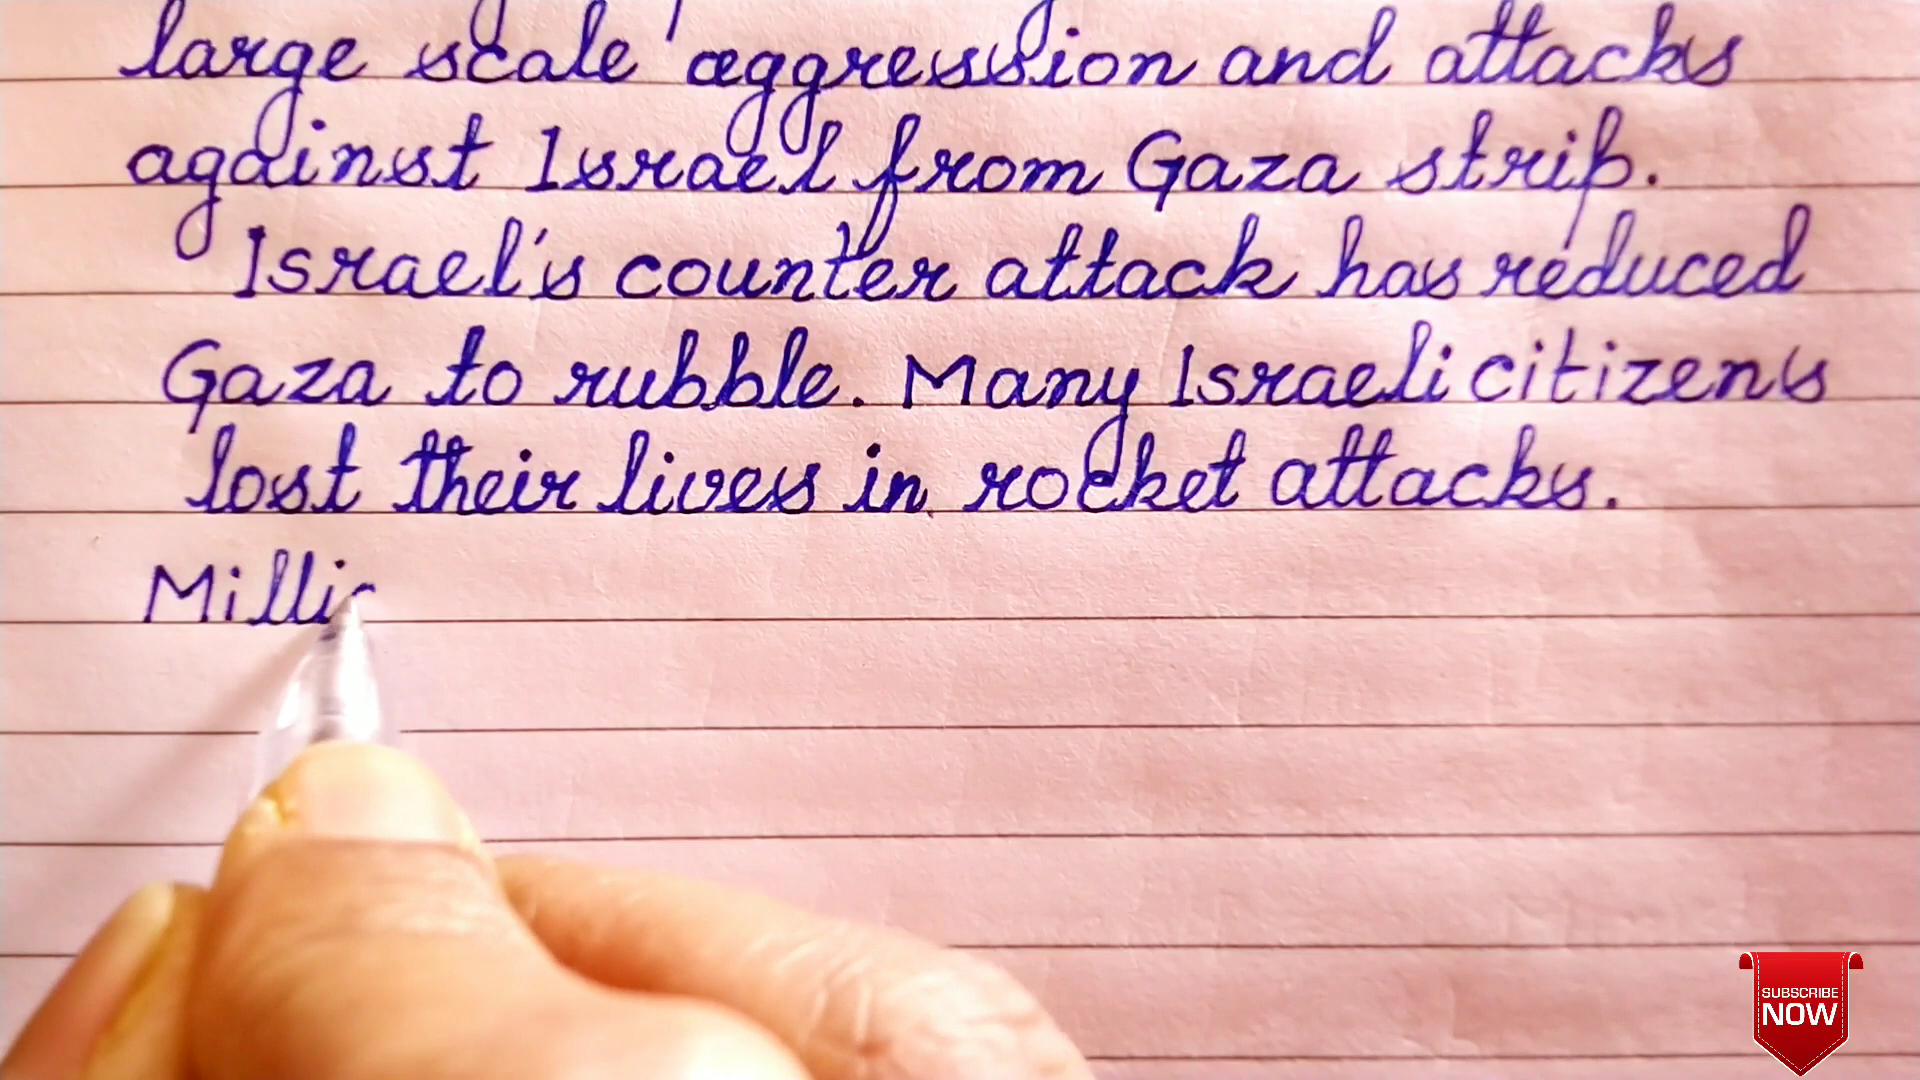 large scale aggression and attacks
against Israel from Gaza strip.
Israel's counter attack has reduced
Gaza to rubble. Many Israeli citizens
lost their lives in rocket attacks.
Milli
SUBSCRIBE
NOW